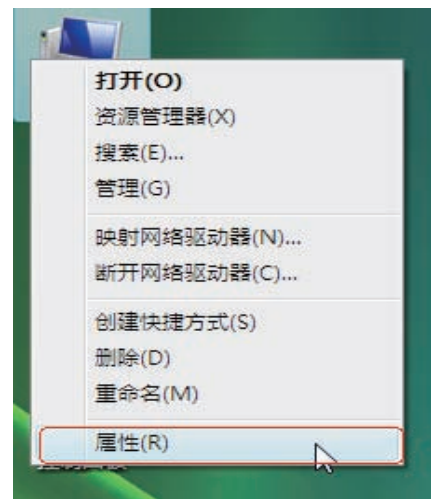 打开(O)
资源管理器(X)
搜索(E)...
管理(G)
映射网络驱动器(N)...
断开网络驱动器(C)...
创建快捷方式(S)
删除(D)
重命名(M)
属性(R)